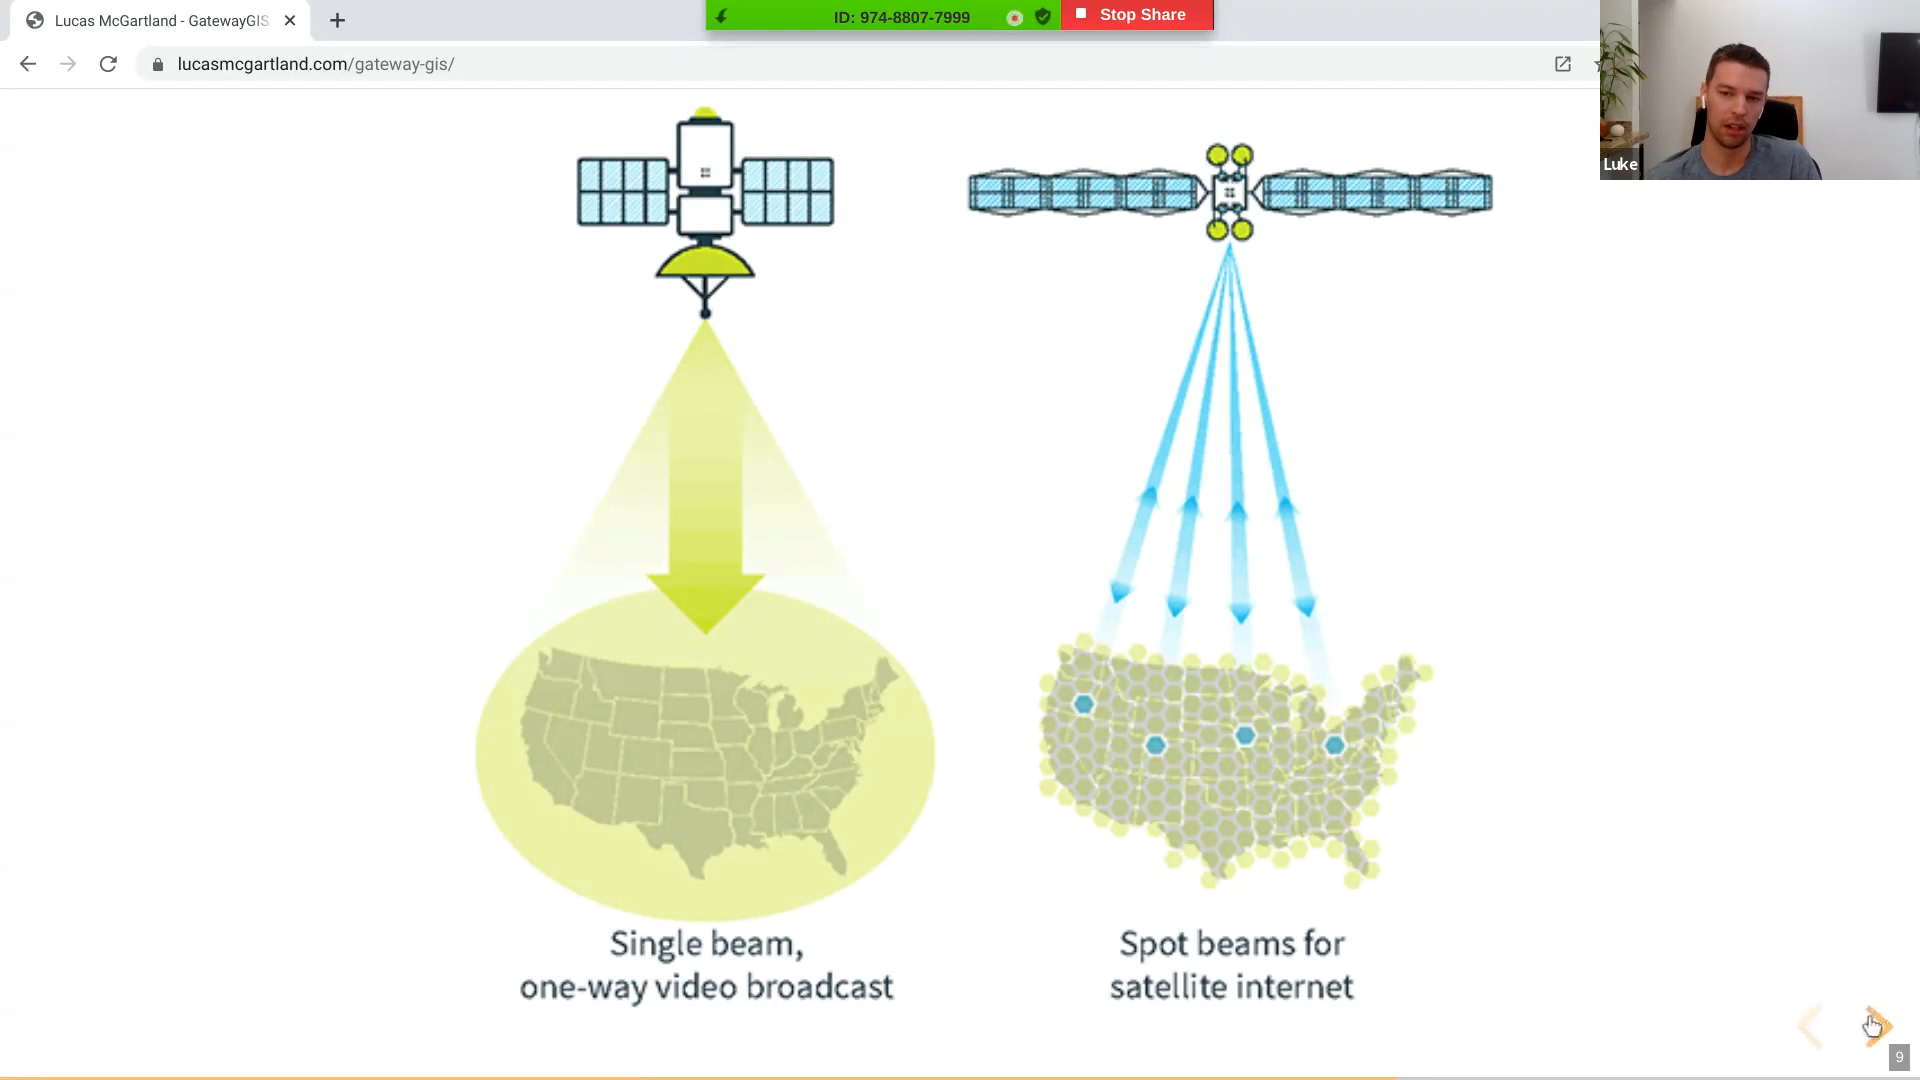 Lucas McGartland - GatewayGIS
ID: 974-8807-7999
Stop Share
lucasmcgartland.com/gateway-gis/
Luke
Single beam,
one-way video broadcast
Spot beams for
satellite internet
9